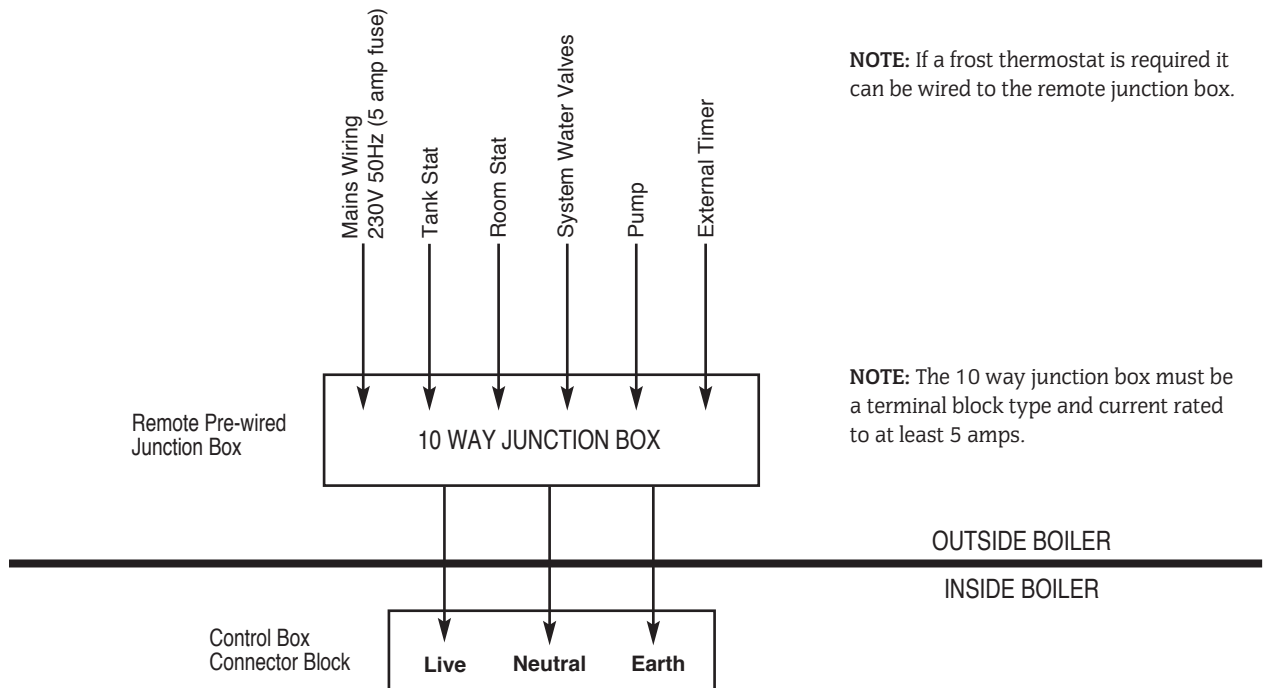 Mains Wiring
230V 50Hz (5 amp fuse)
Tank Stat
Room Stat
System Water Valves
Pump
External Timer
NOTE: If a frost thermostat is required it
can be wired to the remote junction box.
NOTE: The 10 way junction box must be
a terminal block type and current rated
to at least 5 amps.
Remote Pre-wired
Junction Box
10 WAY JUNCTION BOX
OUTSIDE BOILER
INSIDE BOILER
Control Box
Connector Block
Live Neutral Earth